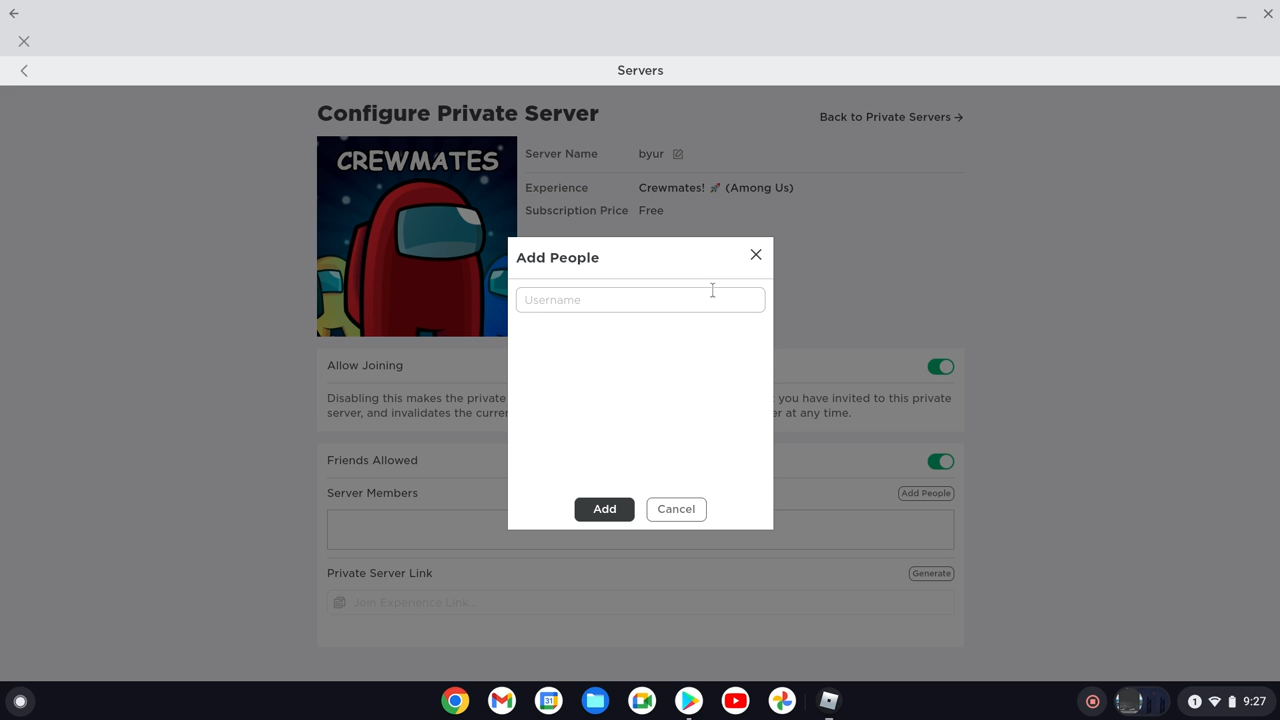 Servers
Configure Private Server
Back to Private Servers
CREWMATES
Server Name byur
Experience Crewmates! 🚀 (Among Us)
Subscription Price Free
Add People
Username
Allow Joining
Disabling this makes the private you have invited to this private
server, and invalidates the curre er at any time.
Friends Allowed
Server Members Add People
Add Cancel
Private Server Link Generate
Join Experience Link...
31
1 9:27